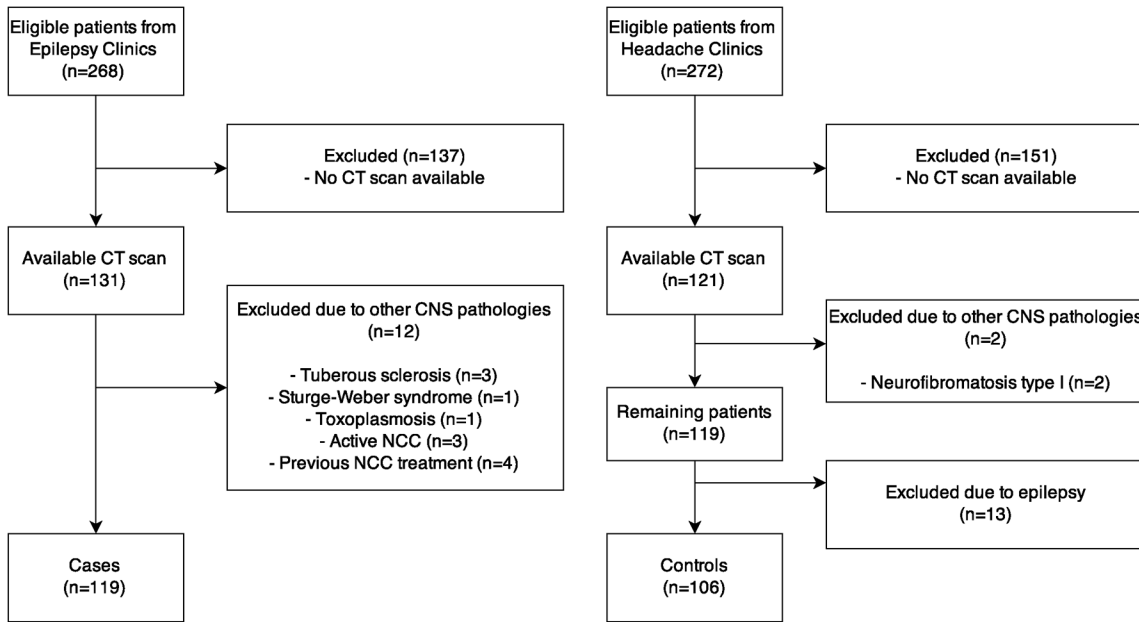 Eligible patients from
Epilepsy Clinics
(n=268)
Excluded (n=137)
- No CT scan available
Available CT scan
(n=131)
Excluded due to other CNS pathologies
(n=12)
- Tuberous sclerosis (n=3)
- Sturge-Weber syndrome (n=1)
- Toxoplasmosis (n=1)
- Active NCC (n=3)
- Previous NCC treatment (n=4)
Cases
(n=119)
Eligible patients from
Headache Clinics
(n=272)
Excluded (n=151)
- No CT scan available
Available CT scan
(n=121)
Excluded due to other CNS pathologies
(n=2)
- Neurofibromatosis type I (n=2)
Remaining patients
(n=119)
Excluded due to epilepsy
(n=13)
Controls
(n=106)